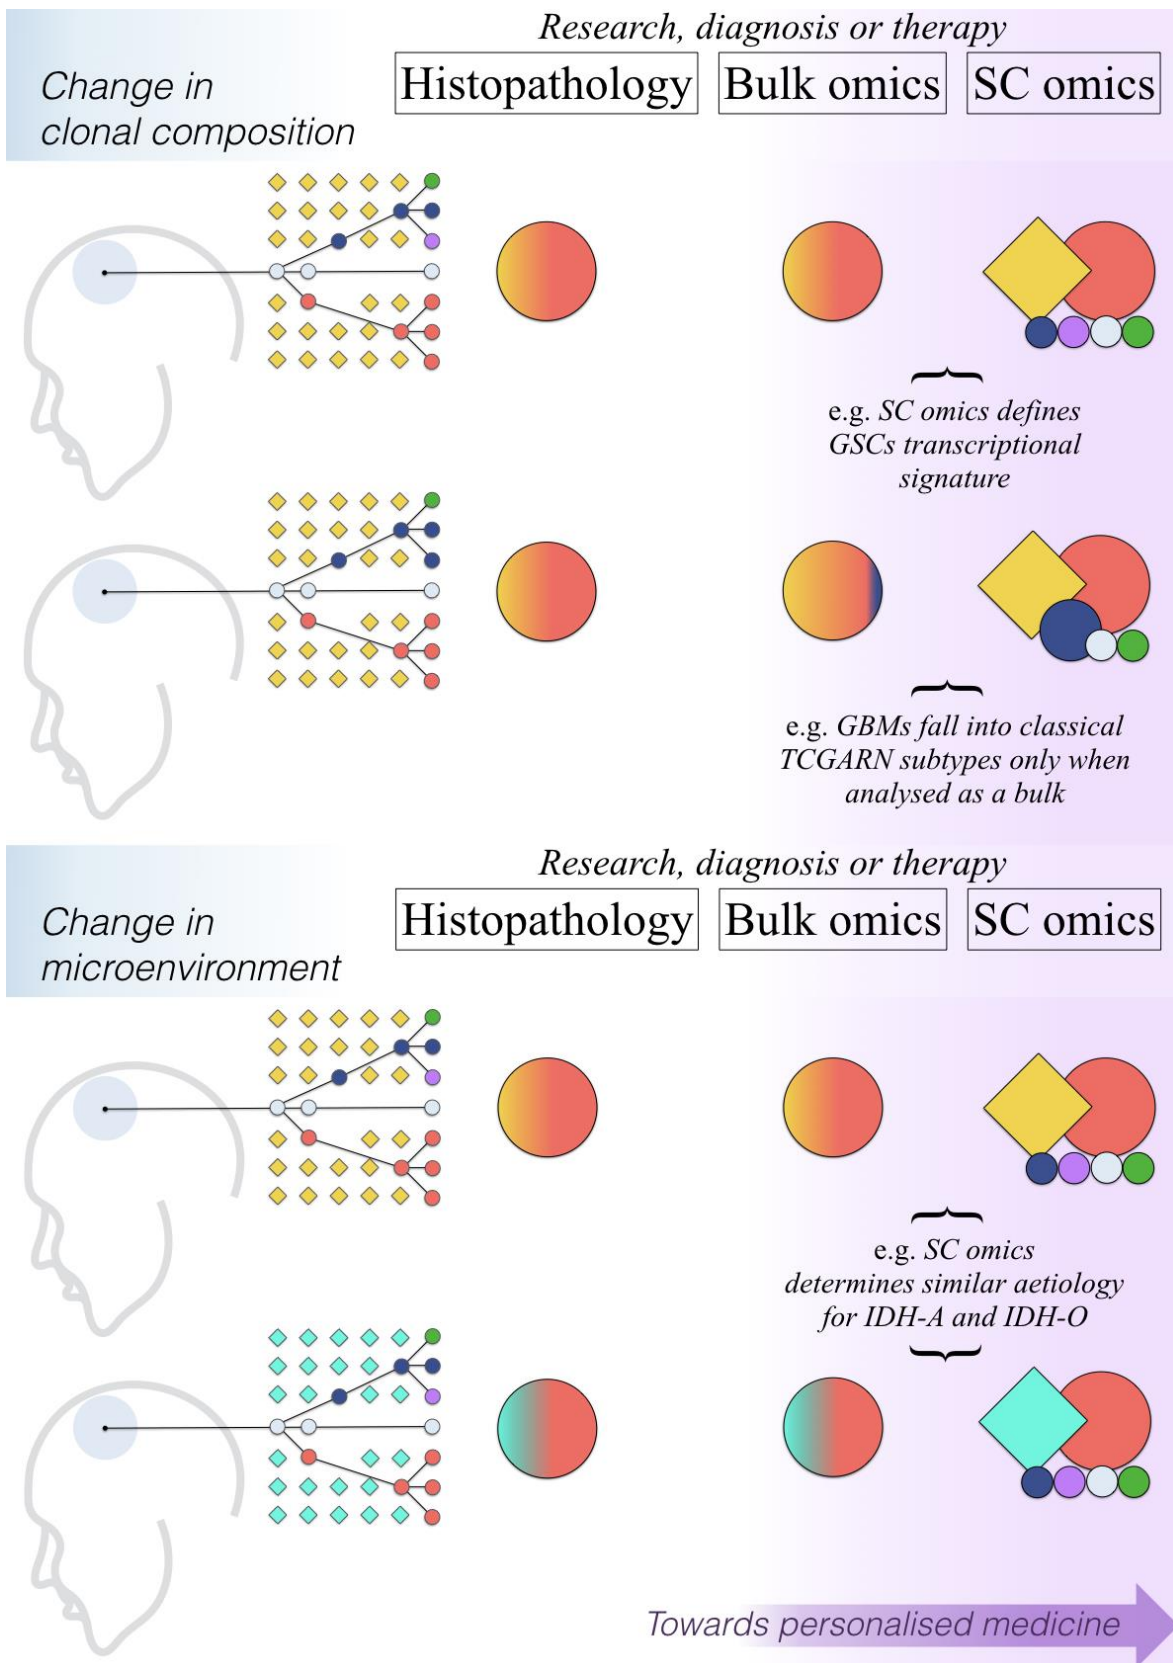 Research, diagnosis or therapy
Change in
clonal composition
Histopathology
Bulk omics
SC omics
e.g. SC omics defines
GSCs transcriptional
signature
e.g. GBMs fall into classical
TCGARN subtypes only when
analysed as a bulk
Research, diagnosis or therapy
Change in
microenvironment
Histopathology
Bulk omics
SC omics
e.g. SC omics
determines similar aetiology
for IDH-A and IDH-O
Towards personalised medicine